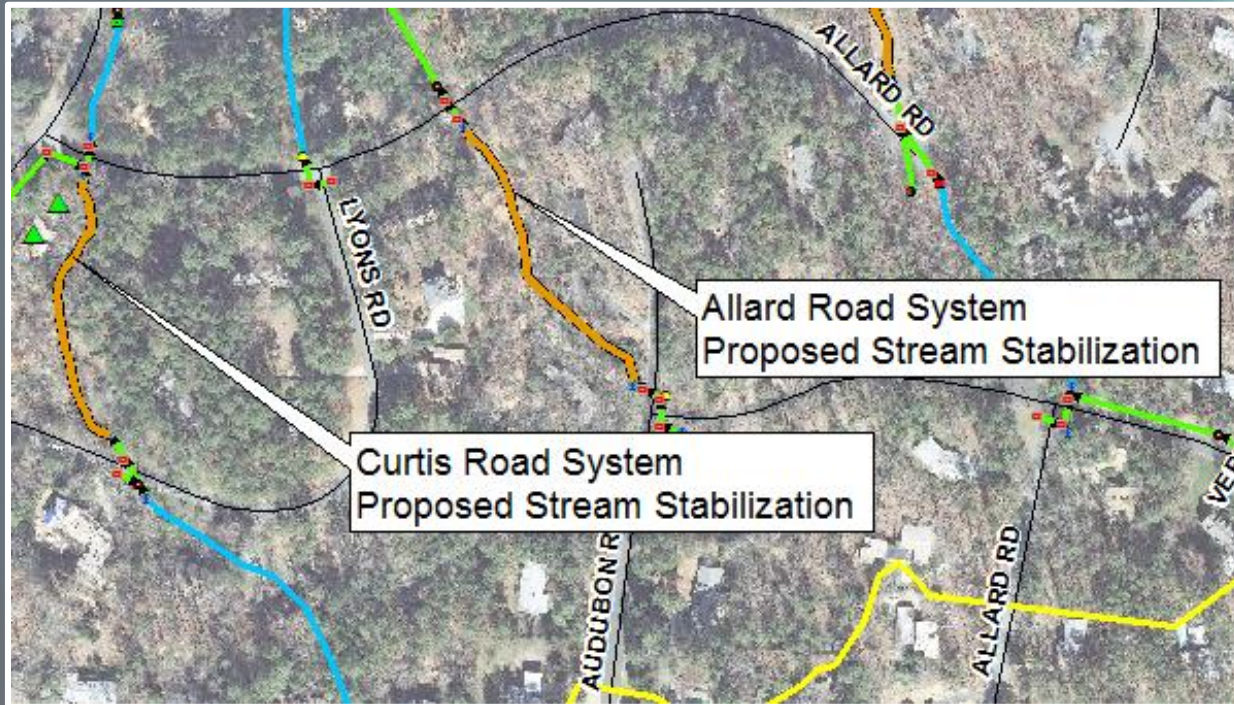 ALLARD RD
LYONS RD
Allard Road System
Proposed Stream Stabilization
Curtis Road System
Proposed Stream Stabilization
AUDUBON R
ALLARD RD
VER